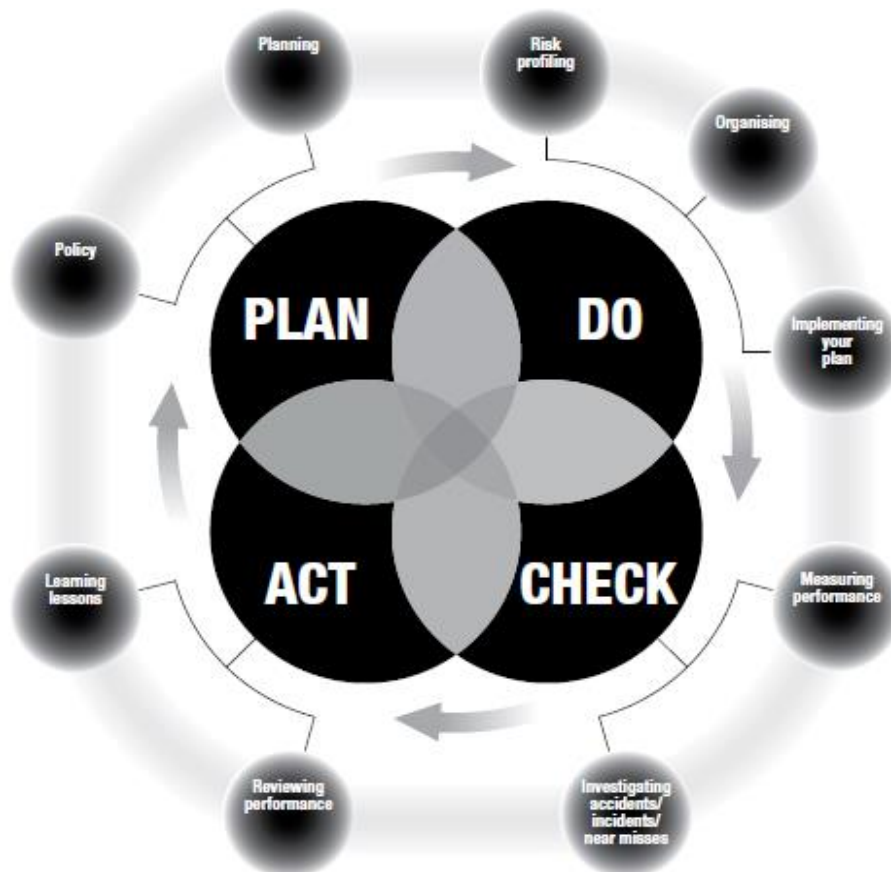 Planning
Risk
profiling
Organising
Policy
PLAN
DO
Implementing
your
plan
Learning
lessons
ACT
CHECK
Measuring
performance
Reviewing
performance
Investigating
accidents/
incidents/
near misses